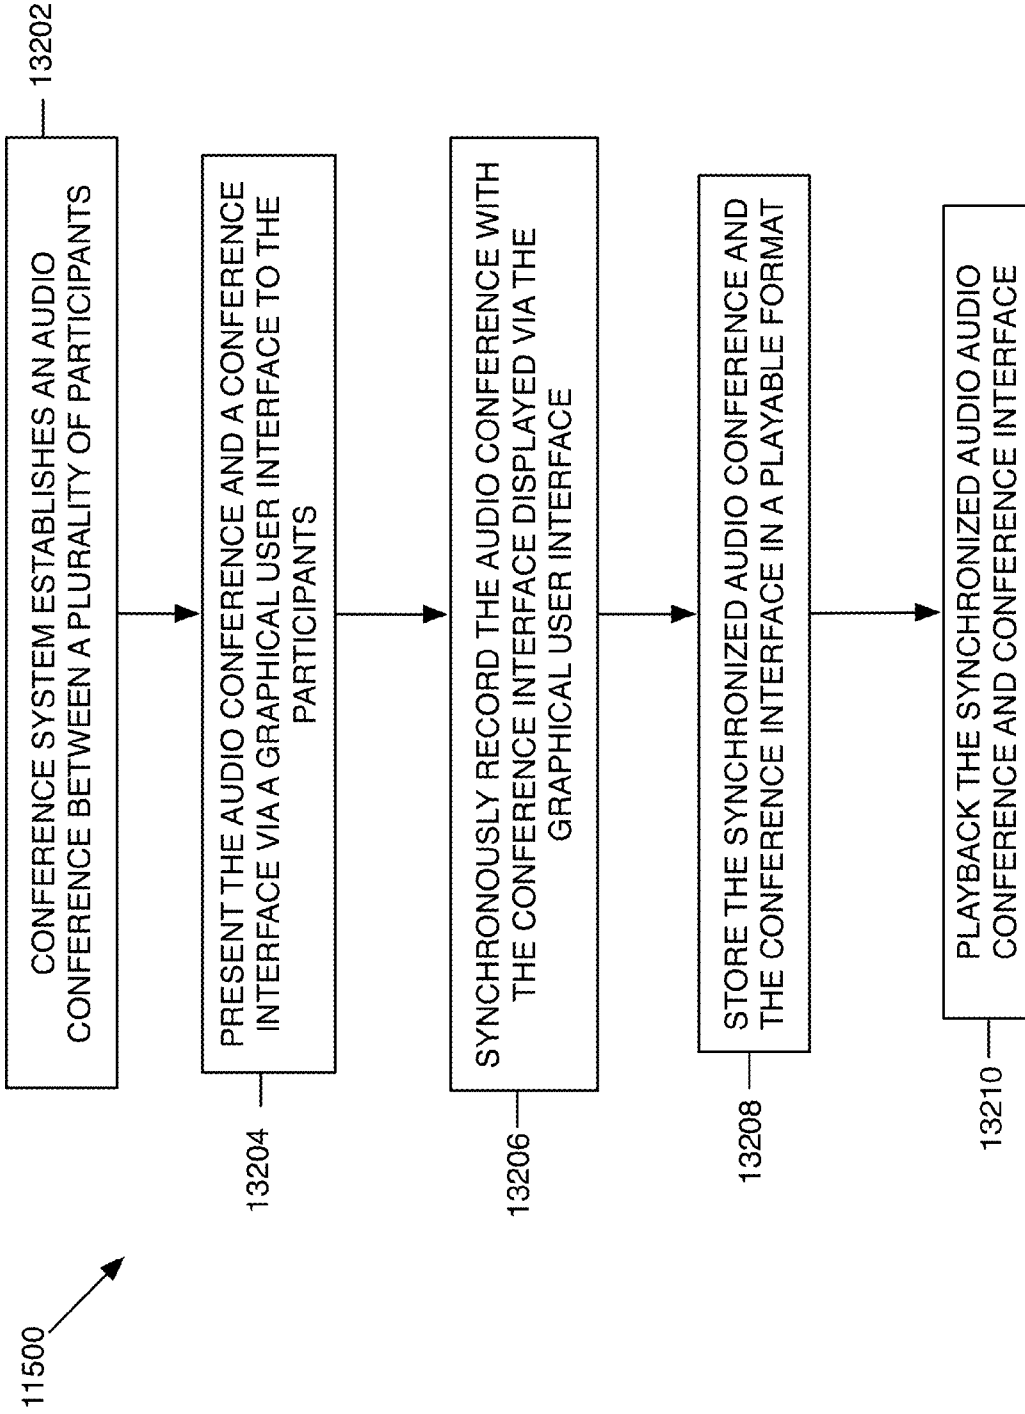 11500
13202
CONFERENCE SYSTEM ESTABLISHES AN AUDIO
CONFERENCE BETWEEN A PLURALITY OF PARTICIPANTS
13204
PRESENT THE AUDIO CONFERENCE AND A CONFERENCE
INTERFACE VIA A GRAPHICAL USER INTERFACE TO THE
PARTICIPANTS
13206
SYNCHRONOUSLY RECORD THE AUDIO CONFERENCE WITH
THE CONFERENCE INTERFACE DISPLAYED VIA THE
GRAPHICAL USER INTERFACE
13208
STORE THE SYNCHRONIZED AUDIO CONFERENCE AND
THE CONFERENCE INTERFACE IN A PLAYABLE FORMAT
13210
PLAYBACK THE SYNCHRONIZED AUDIO AUDIO
CONFERENCE AND CONFERENCE INTERFACE